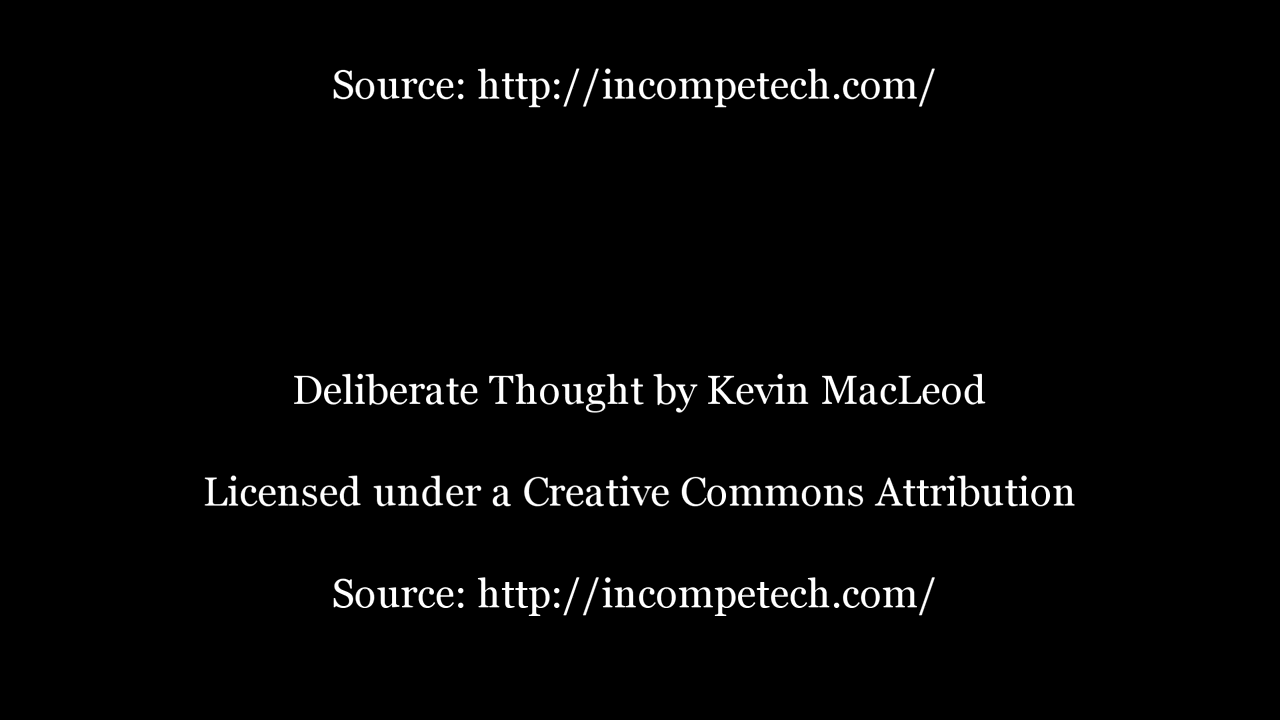 Source: http://incompetech.com/
Deliberate Thought by Kevin MacLeod
Licensed under a Creative Commons Attribution
Source: http://incompetech.com/